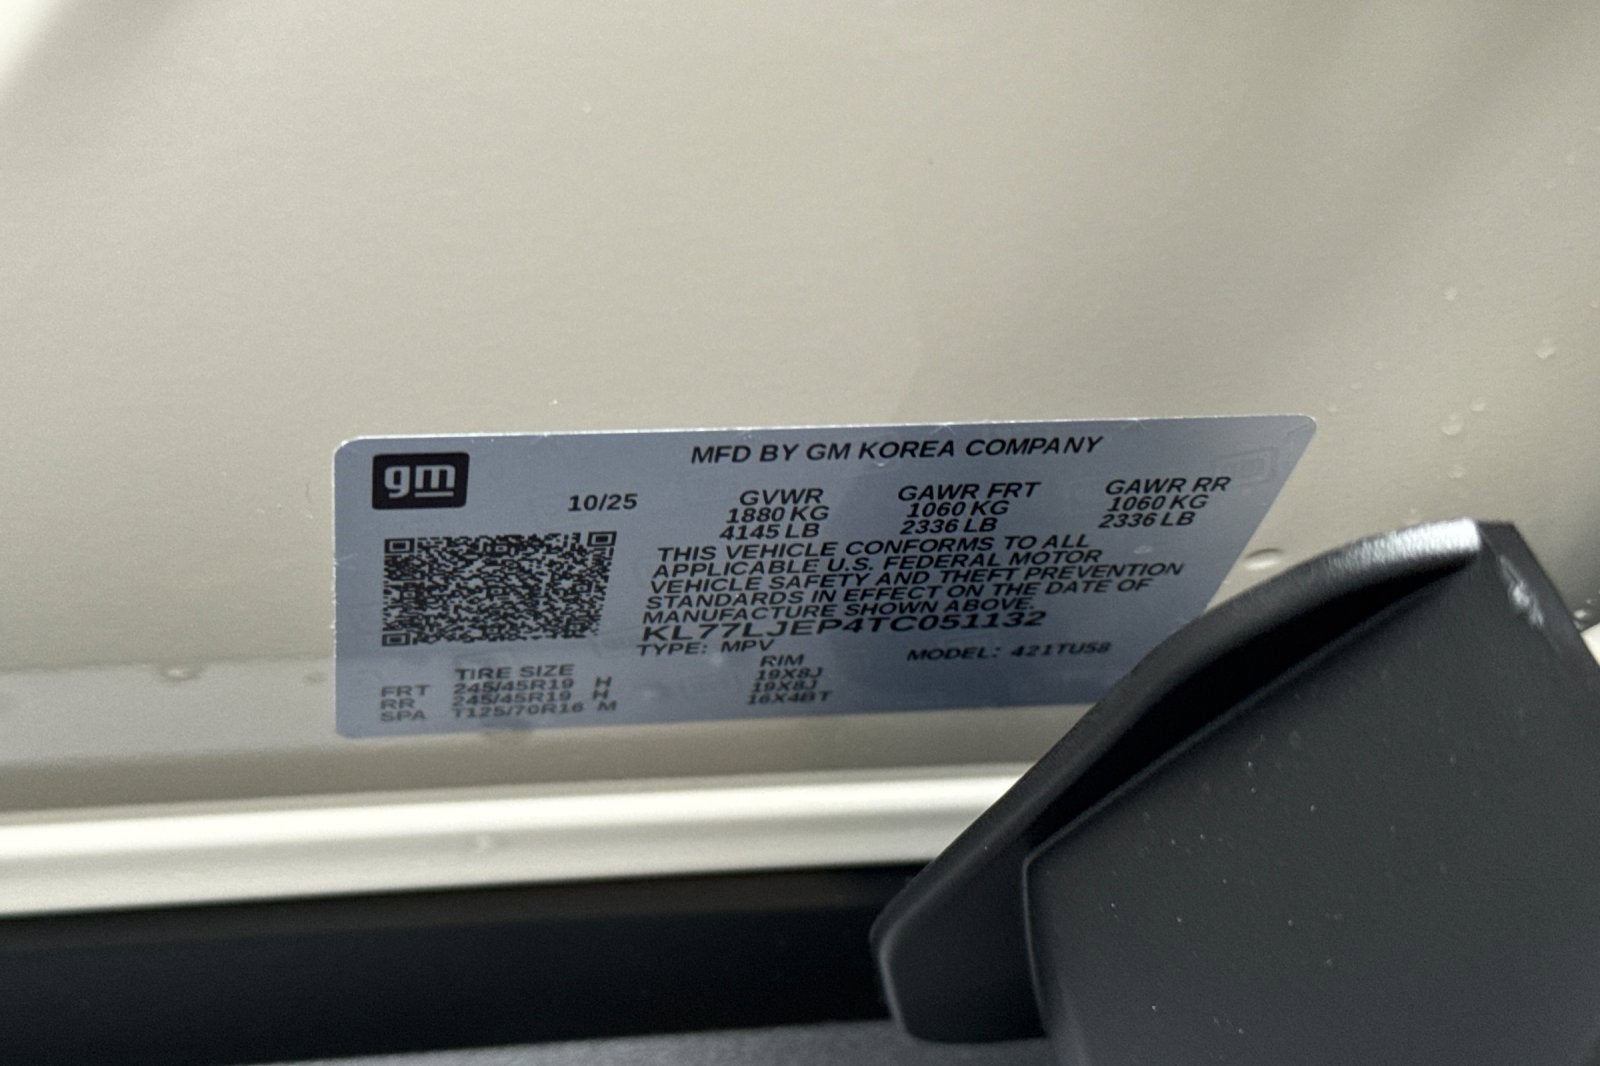 gm
MFD BY GM KOREA COMPANY
10/25
GVWR GAWR FRT GAWR RR
1880 KG 1060 KG 1060 KG
4145 LB 2336 LB 2336 LB
THIS VEHICLE CONFORMS TO ALL
APPLICABLE U.S. FEDERAL MOTOR
VEHICLE SAFETY AND THEFT PREVENTION
STANDARDS IN EFFECT ON THE DATE OF
MANUFACTURE SHOWN ABOVE.
KL77LJEP4TC051132
TYPE: MPV MODEL: 421TU58
TIRE SIZE RIM
FRT 245/45R19 H 19X8J
RR 245/45R19 H 19X8J
SPA T125/70R16 M 16X4BT